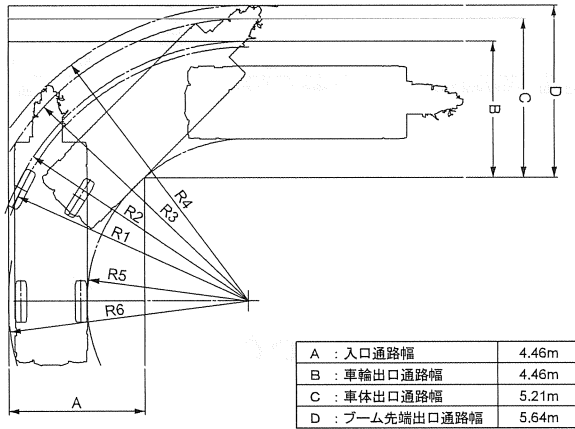 B
C
D
R4
R3
R2
R1
R5
R6
A
A : 入口通路幅 4.46m
B : 車輪出口通路幅 4.46m
C : 車体出口通路幅 5.21m
D : ブーム先端出口通路幅 5.64m